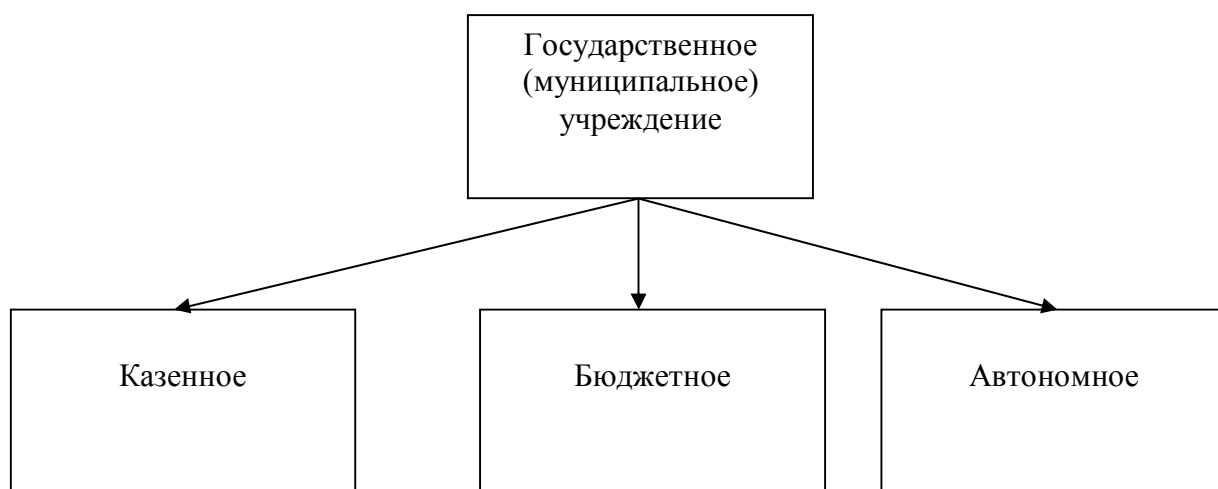 Государственное
(муниципальное)
учреждение
Казенное
Бюджетное
Автономное